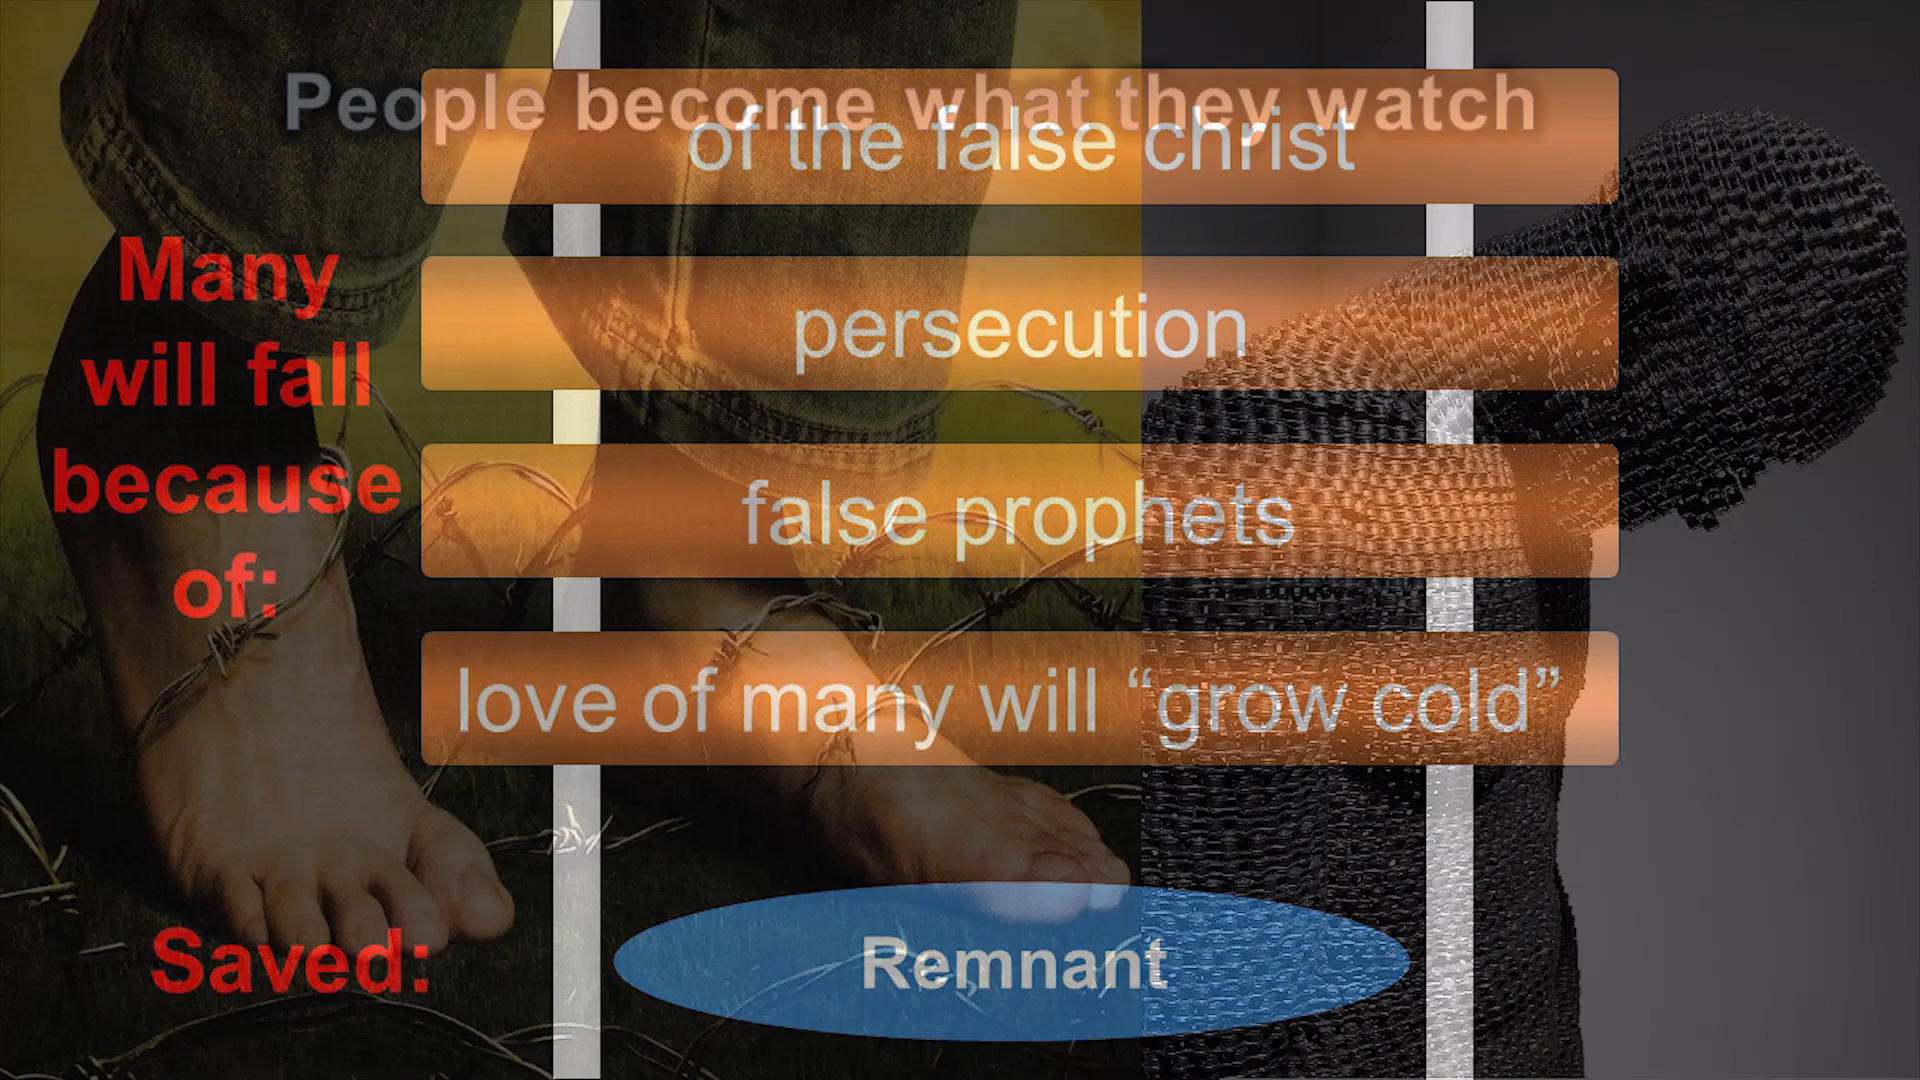 People become what they watch
of the false christ
Many
will fall
because
of:
persecution
false prophets
love of many will “grow cold”
Saved:
Remnant